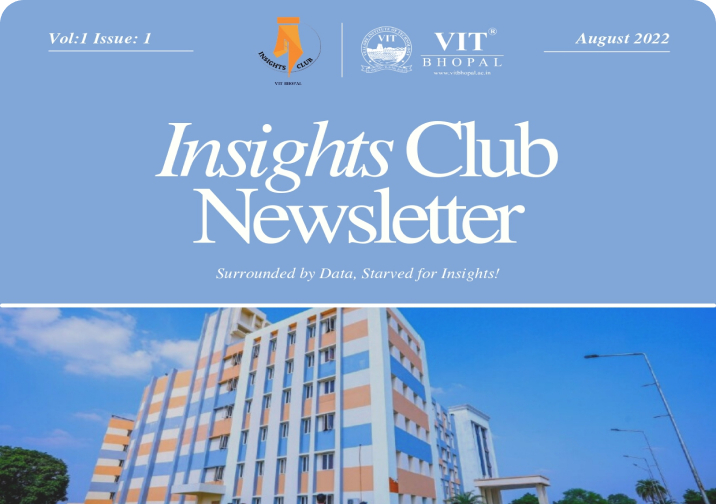 Vol:1 Issue: 1
INSIGHTS CLUB
VIT BHOPAL
VIT
VIT®
BHOPAL
www.vitbhopal.ac.in
August 2022
Insights Club
Newsletter
Surrounded by Data, Starved for Insights!